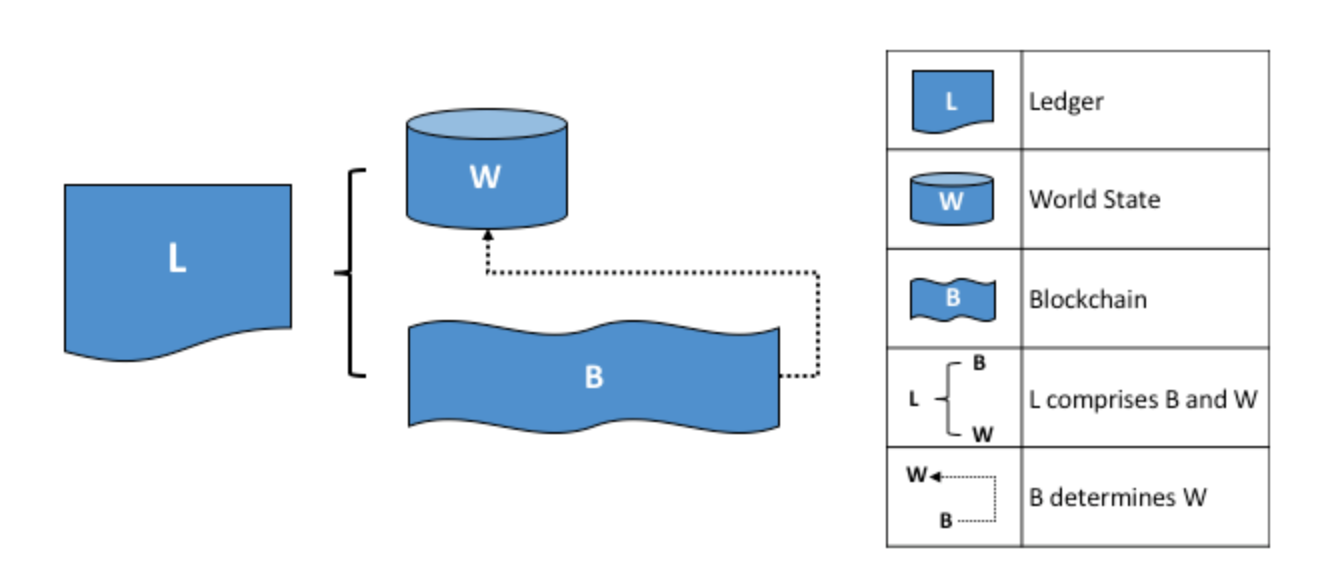 L
W
B
L Ledger
W World State
B Blockchain
B
L L comprises B and W
W
W
B determines W
B